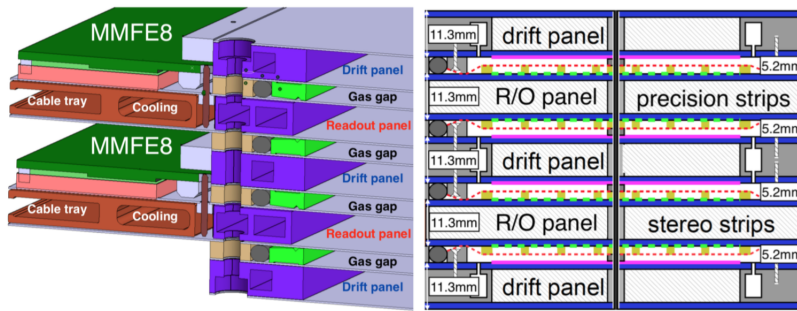 MMFE8
Drift panel
Gas gap
Cable tray
Cooling
Readout panel
Gas gap
MMFE8
Drift panel
Gas gap
Cable tray
Cooling
Readout panel
Gas gap
Drift panel
11.3mm
drift panel
5.2mm
11.3mm
R/O panel
precision strips
5.2mm
11.3mm
drift panel
5.2mm
11.3mm
R/O panel
stereo strips
5.2mm
11.3mm
drift panel